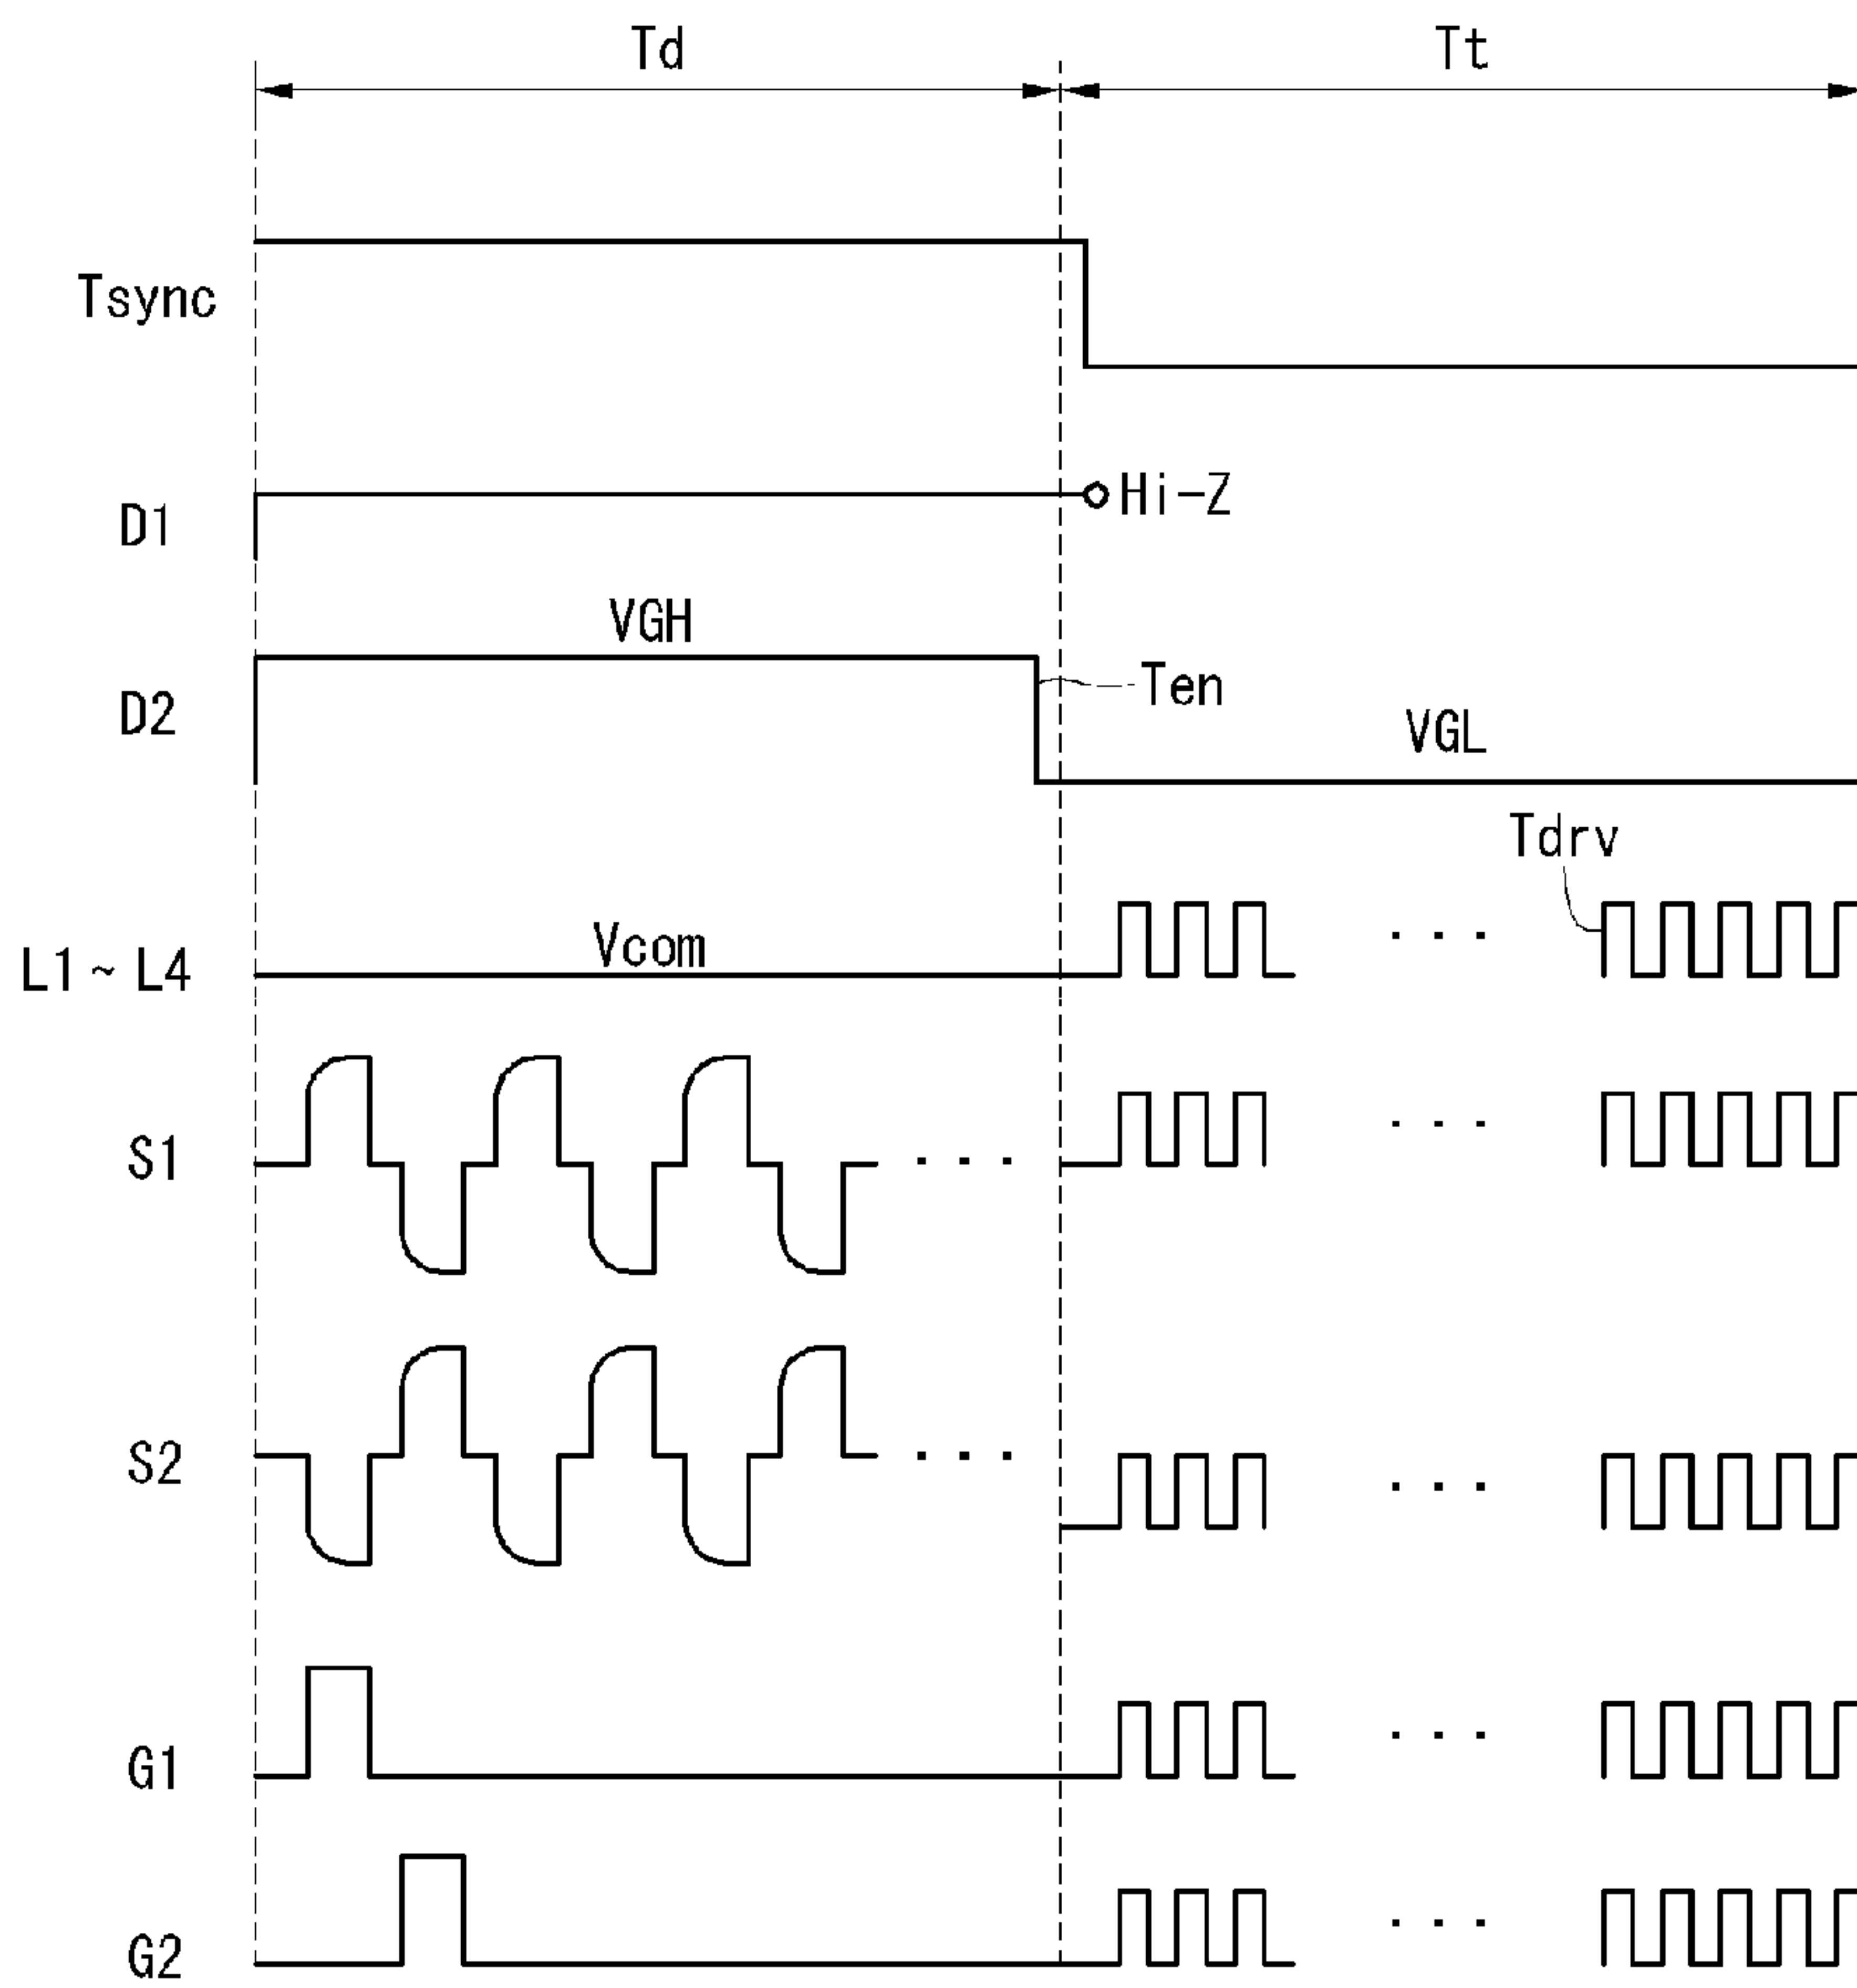 Td
Tt
Tsync
D1
Hi-Z
VGH
D2
Ten
VGL
Tdrv
L1~L4
Vcom
. . .
S1
. . .
. . .
S2
. . .
. . .
G1
. . .
G2
. . .